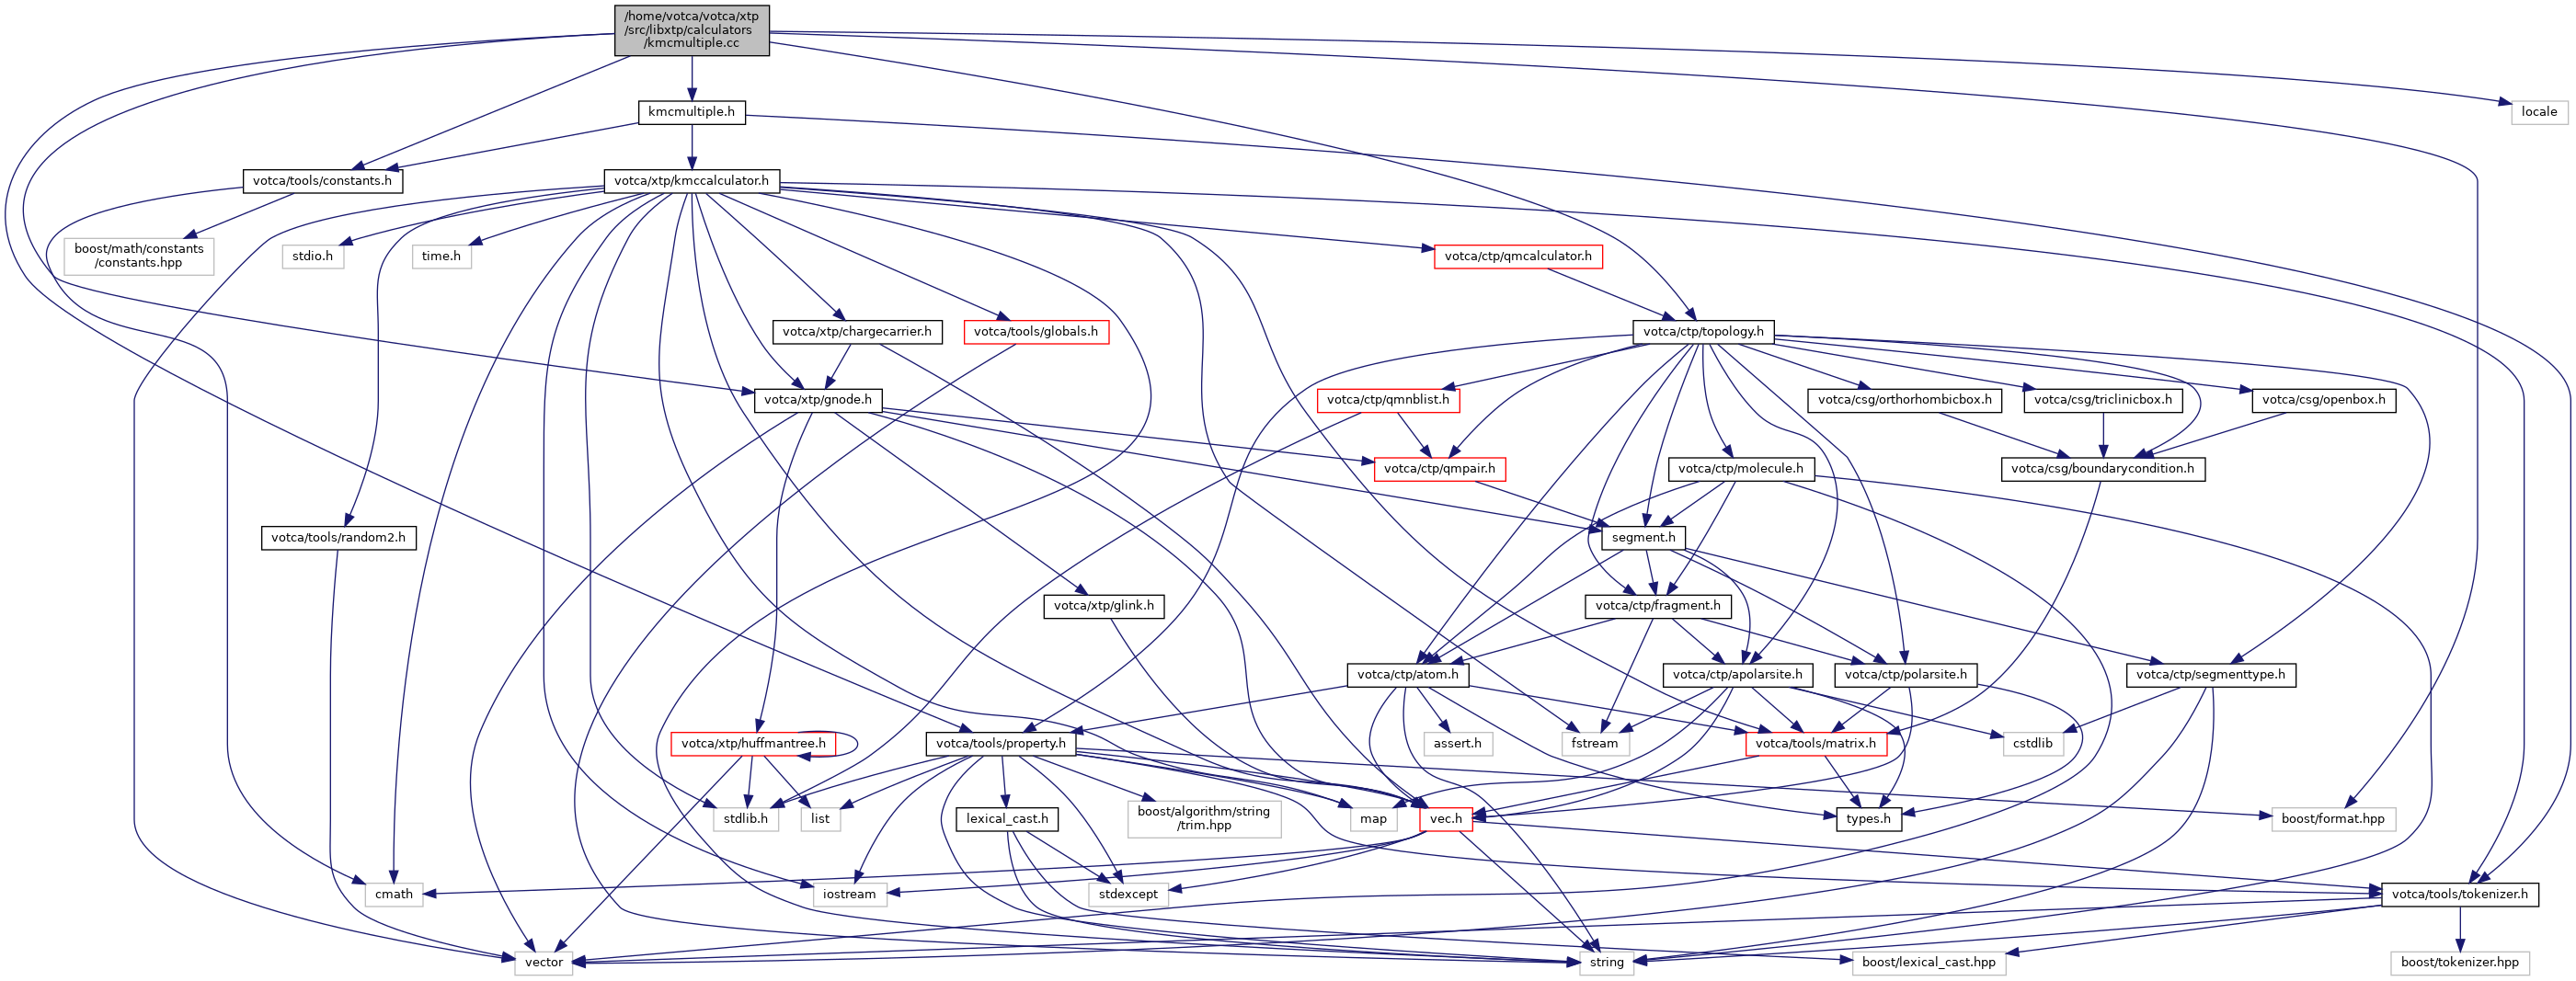 /home/votca/votca/xtp
/src/libxtp/calculators
/kmcmultiple.cc
kmcmultiple.h
locale
votca/tools/constants.h
votca/xtp/kmccalculator.h
boost/math/constants
/constants.hpp
stdio.h
time.h
votca/ctp/qmcalculator.h
votca/xtp/chargecarrier.h
votca/tools/globals.h
votca/ctp/topology.h
votca/xtp/gnode.h
votca/ctp/qmnblist.h
votca/csg/orthorhombicbox.h
votca/csg/triclinicbox.h
votca/csg/openbox.h
votca/ctp/qmpair.h
votca/ctp/molecule.h
votca/csg/boundarycondition.h
votca/tools/random2.h
segment.h
votca/xtp/glink.h
votca/ctp/fragment.h
votca/ctp/atom.h
votca/ctp/apolarsite.h
votca/ctp/polarsite.h
votca/ctp/segmenttype.h
votca/xtp/huffmantree.h
votca/tools/property.h
assert.h
fstream
votca/tools/matrix.h
cstdlib
stdlib.h
list
lexical_cast.h
boost/algorithm/string
/trim.hpp
map
vec.h
types.h
boost/format.hpp
cmath
iostream
stdexcept
votca/tools/tokenizer.h
vector
string
boost/lexical_cast.hpp
boost/tokenizer.hpp